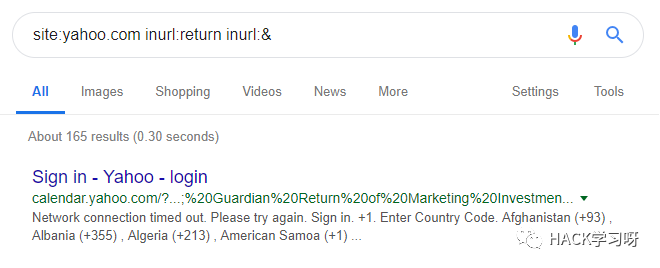 site:yahoo.com inurl:return inurl:&
All Images Shopping Videos News More Settings Tools
About 165 results (0.30 seconds)
Sign in - Yahoo - login
calendar.yahoo.com/?...;%20Guardian%20Return%20of%20Marketing%20Investmen...
Network connection timed out. Please try again. Sign in. +1. Enter Country Code. Afghanistan (+93) ,
Albania (+355) , Algeria (+213) , American Samoa (+1) ...
HACK学习呀